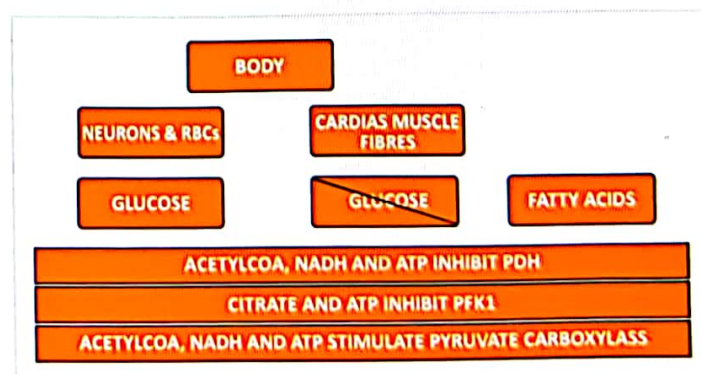 BODY
NEURONS & RBCs
CARDIAS MUSCLE
FIBRES
GLUCOSE
GLUCOSE
FATTY ACIDS
ACETYLCOA, NADH AND ATP INHIBIT PDH
CITRATE AND ATP INHIBIT PFK1
ACETYLCOA, NADH AND ATP STIMULATE PYRUVATE CARBOXYLASS